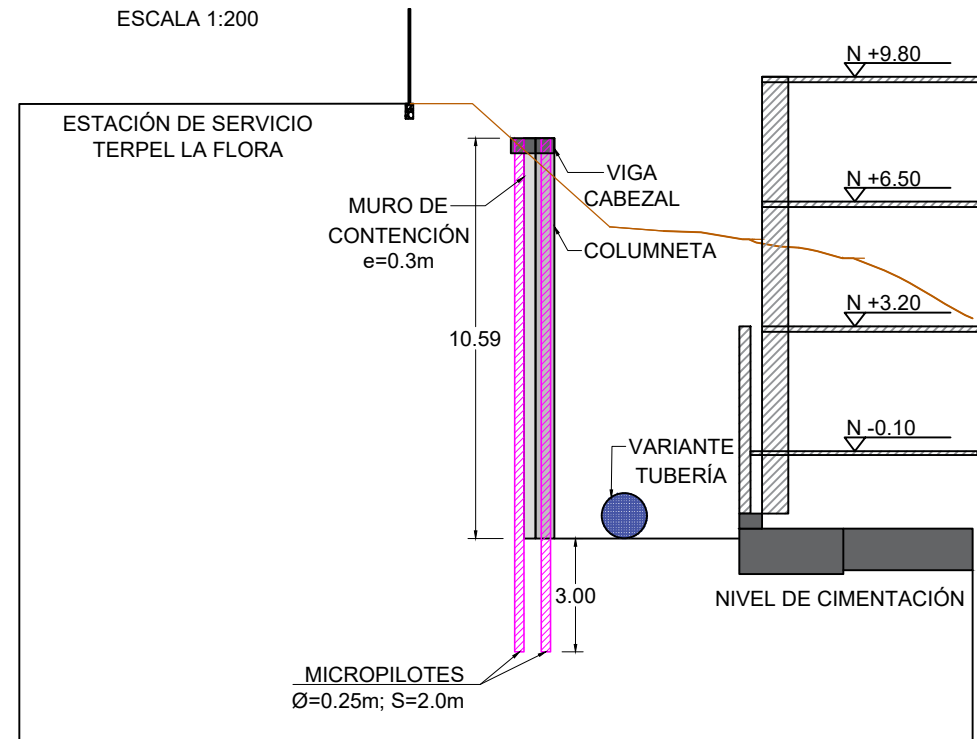 ESCALA 1:200
N +9.80
ESTACIÓN DE SERVICIO
TERPEL LA FLORA
VIGA
CABEZAL
N +6.50
MURO DE
CONTENCIÓN
e=0.3m
COLUMNETA
N +3.20
10.59
N -0.10
VARIANTE
TUBERÍA
3.00
NIVEL DE CIMENTACIÓN
MICROPILOTES
Ø=0.25m; S=2.0m